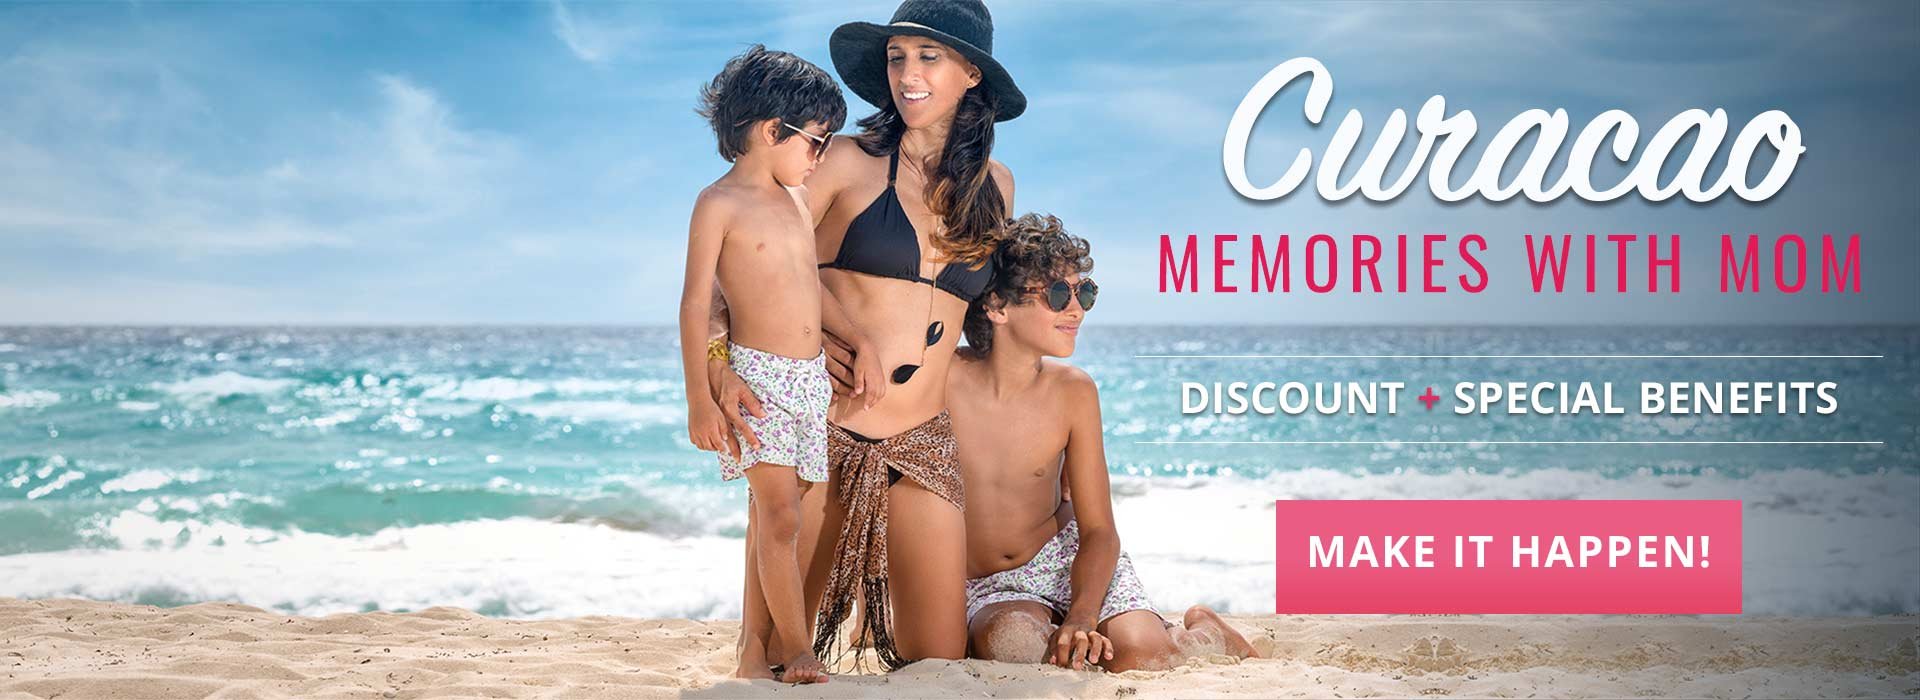 Curacao
MEMORIES WITH MOM
DISCOUNT + SPECIAL BENEFITS
MAKE IT HAPPEN!